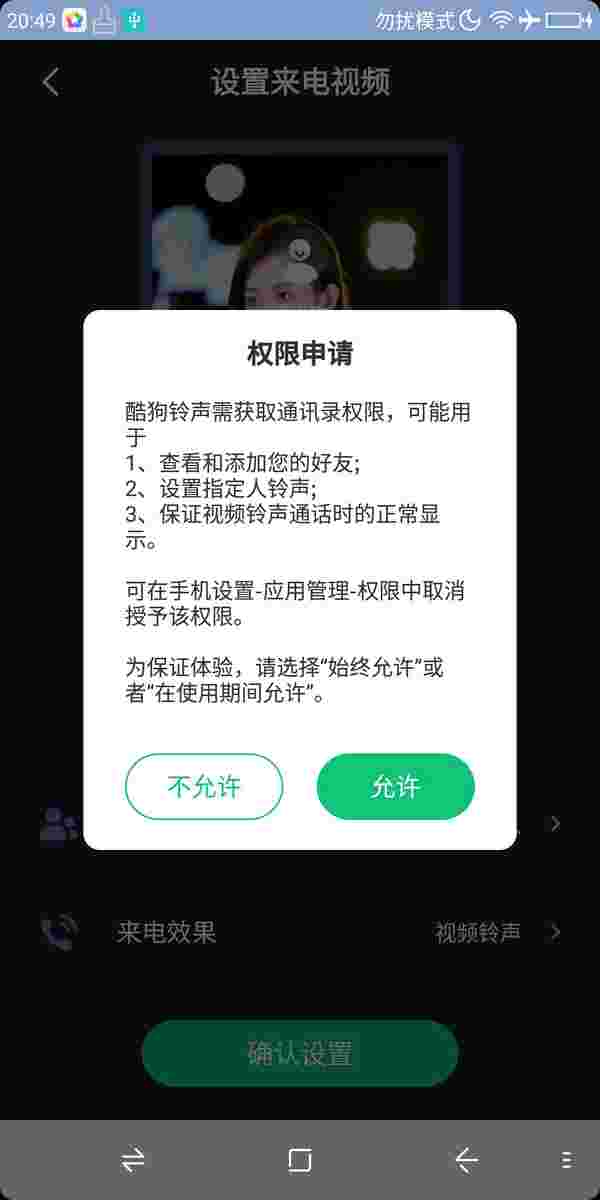 20:49
勿扰模式
设置来电视频
权限申请
酷狗铃声需获取通讯录权限，可能用
于
1、查看和添加您的好友;
2、设置指定人铃声;
3、保证视频铃声通话时的正常显
示。
可在手机设置-应用管理-权限中取消
授予该权限。
为保证体验，请选择“始终允许”或
者“在使用期间允许”。
不允许
允许
来电效果
视频铃声
确认设置